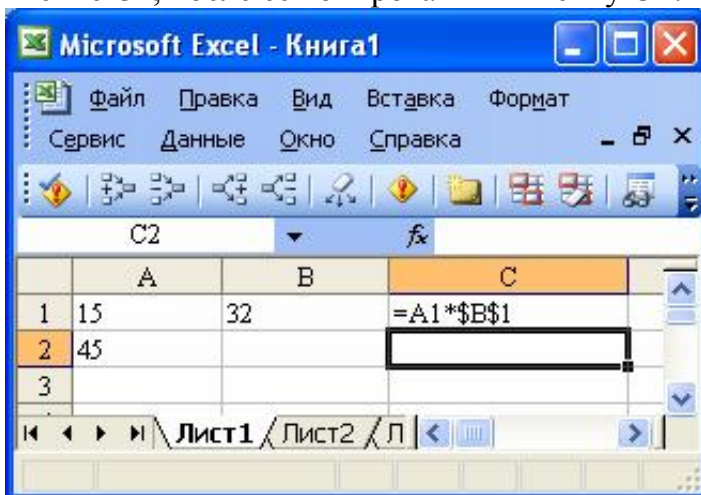 Microsoft Excel - Книга1
Файл Правка Вид Вставка Формат
Сервис Данные Окно Справка
C2 fx
A B C
1 15 32 =A1*$B$1
2 45
3
Лист1 Лист2 Л